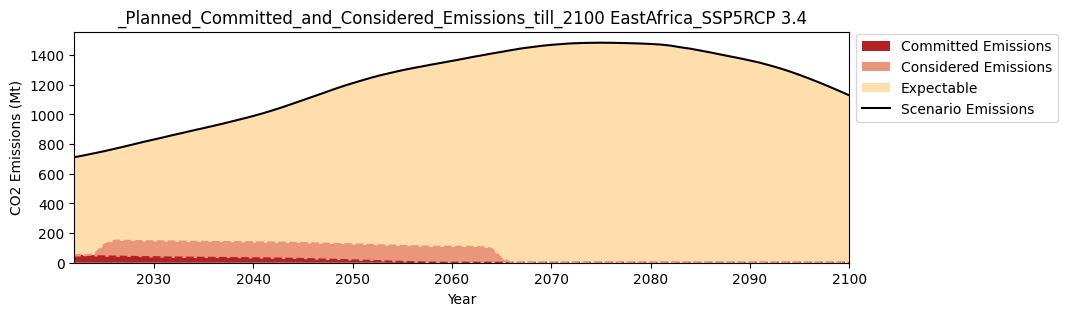 _Planned_Committed_and_Considered_Emissions_till_2100 EastAfrica_SSP5RCP 3.4
Committed Emissions
Considered Emissions
Expectable
Scenario Emissions
CO2 Emissions (Mt)
1400
1200
1000
800
600
400
200
0
2030 2040 2050 2060 2070 2080 2090 2100
Year